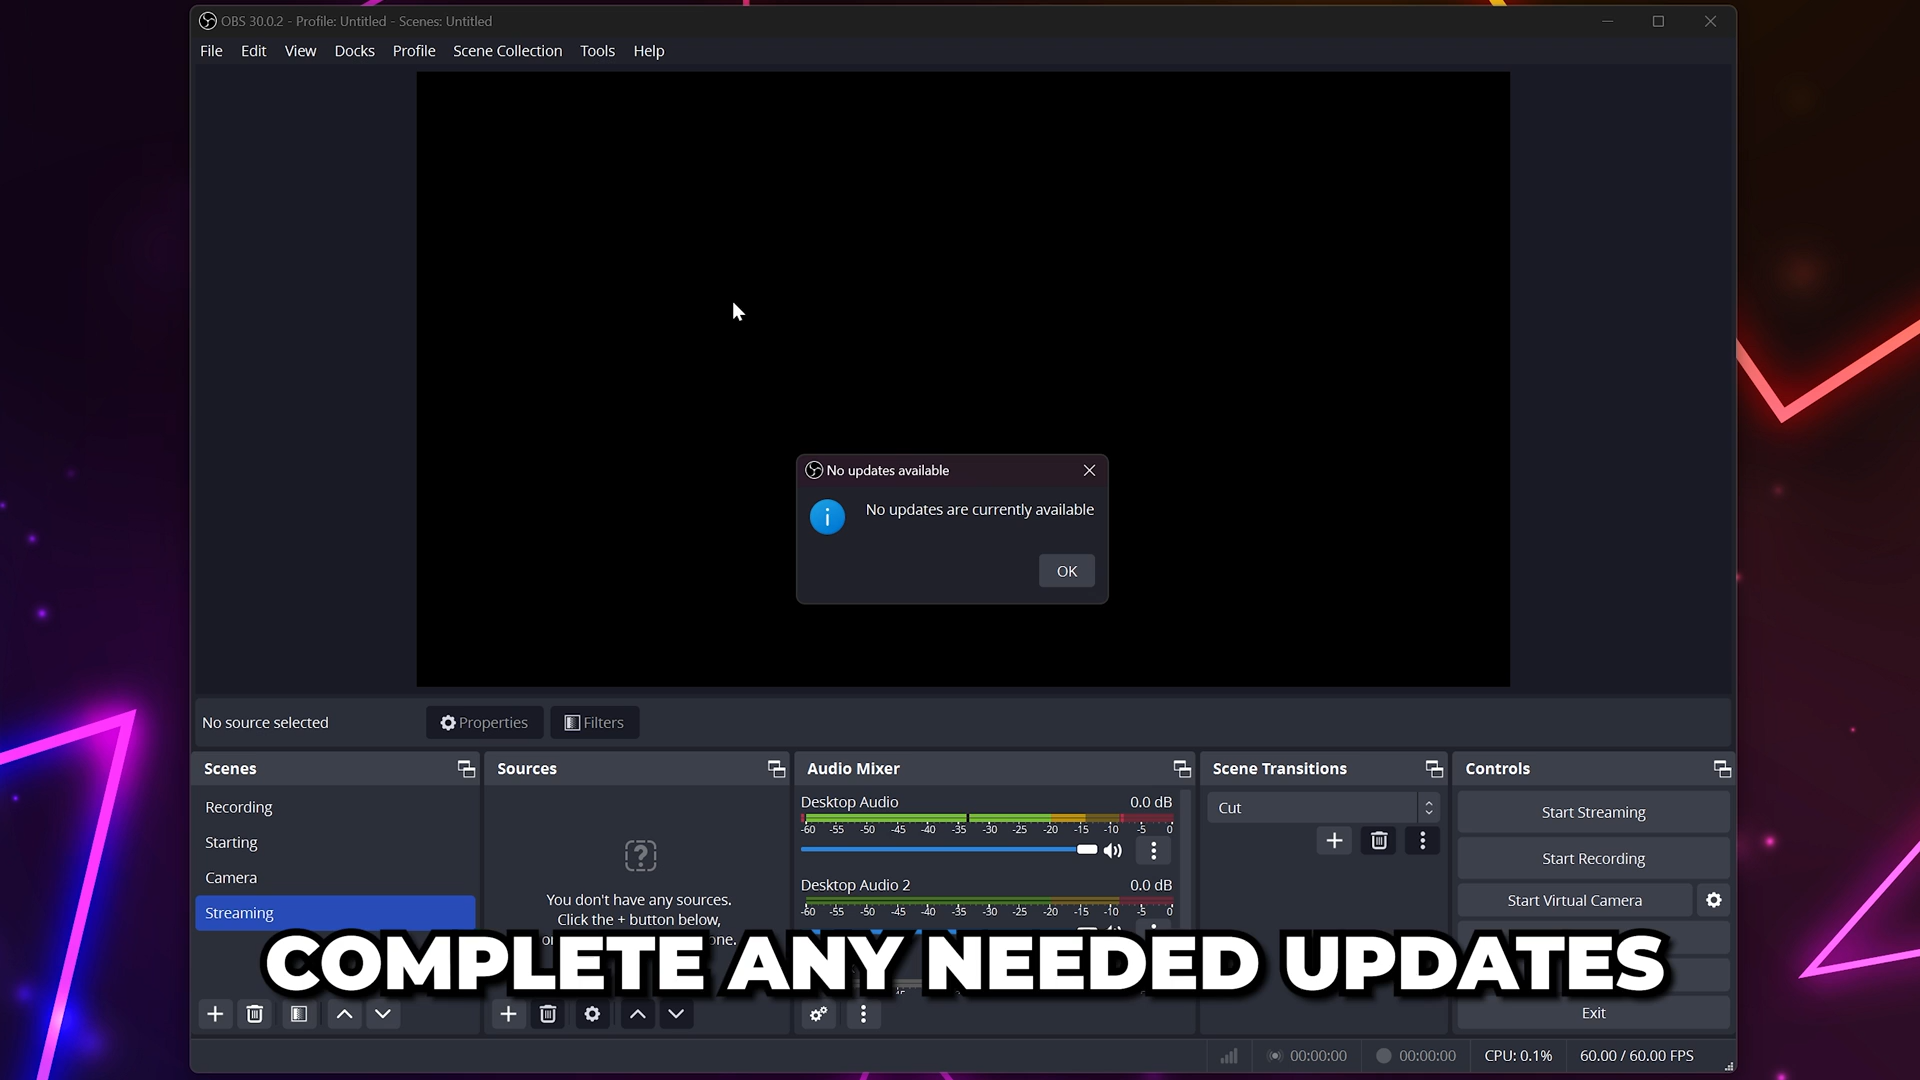 OBS 30.0.2 - Profile: Untitled - Scenes: Untitled
File Edit View Docks Profile Scene Collection Tools Help
No updates available
No updates are currently available
OK
No source selected Properties Filters
Scenes
Recording
Starting
Camera
Streaming
Sources
You don't have any sources.
Click the + button below,
one.
Audio Mixer
Desktop Audio 0.0 dB
-60 -55 -50 -45 -40 -35 -30 -25 -20 -15 -10 -5 0
Desktop Audio 2 0.0 dB
-60 -55 -50 -45 -40 -35 -30 -25 -20 -15 -10 -5 0
Scene Transitions
Cut
Controls
Start Streaming
Start Recording
Start Virtual Camera
Exit
COMPLETE ANY NEEDED UPDATES
00:00:00 00:00:00 CPU: 0.1% 60.00 / 60.00 FPS